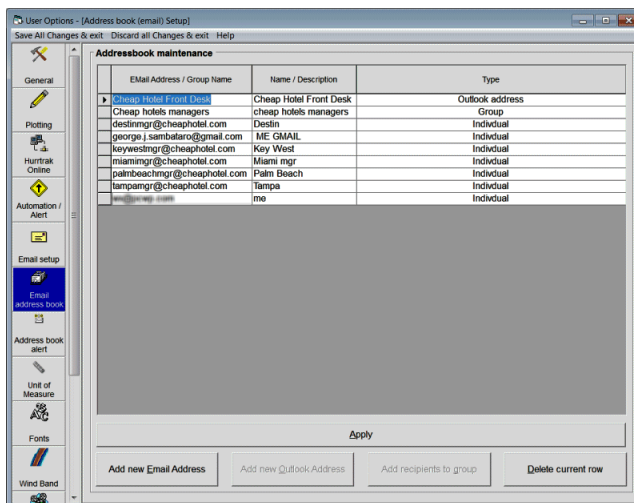 User Options - [Address book (email) Setup]
Save All Changes & exit Discard all Changes & exit Help
General
Plotting
Hurrtrak
Online
Automation /
Alert
Email setup
Email
address book
Address book
alert
Unit of
Measure
Fonts
Wind Band
Addressbook maintenance
EMail Address / Group Name Name / Description Type
Cheap Hotel Front Desk Cheap Hotel Front Desk Outlook address
Cheap hotels managers cheap hotels managers Group
destinmgr@cheaphotel.com Destin Indivdual
george.j.sambataro@gmail.com ME GMAIL Indivdual
keywestmgr@cheaphotel.com Key West Indivdual
miamimgr@cheaphotel.com Miami mgr Indivdual
palmbeachmgr@cheaphotel.com Palm Beach Indivdual
tampamgr@cheaphotel.com Tampa Indivdual
me Indivdual
Apply
Add new Email Address Add new Outlook Address Add recipients to group Delete current row